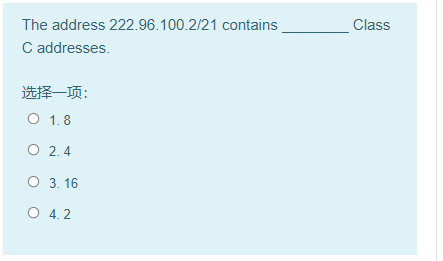 The address 222.96.100.2/21 contains ________ Class
C addresses.
选择一项：
1. 8
2. 4
3. 16
4. 2